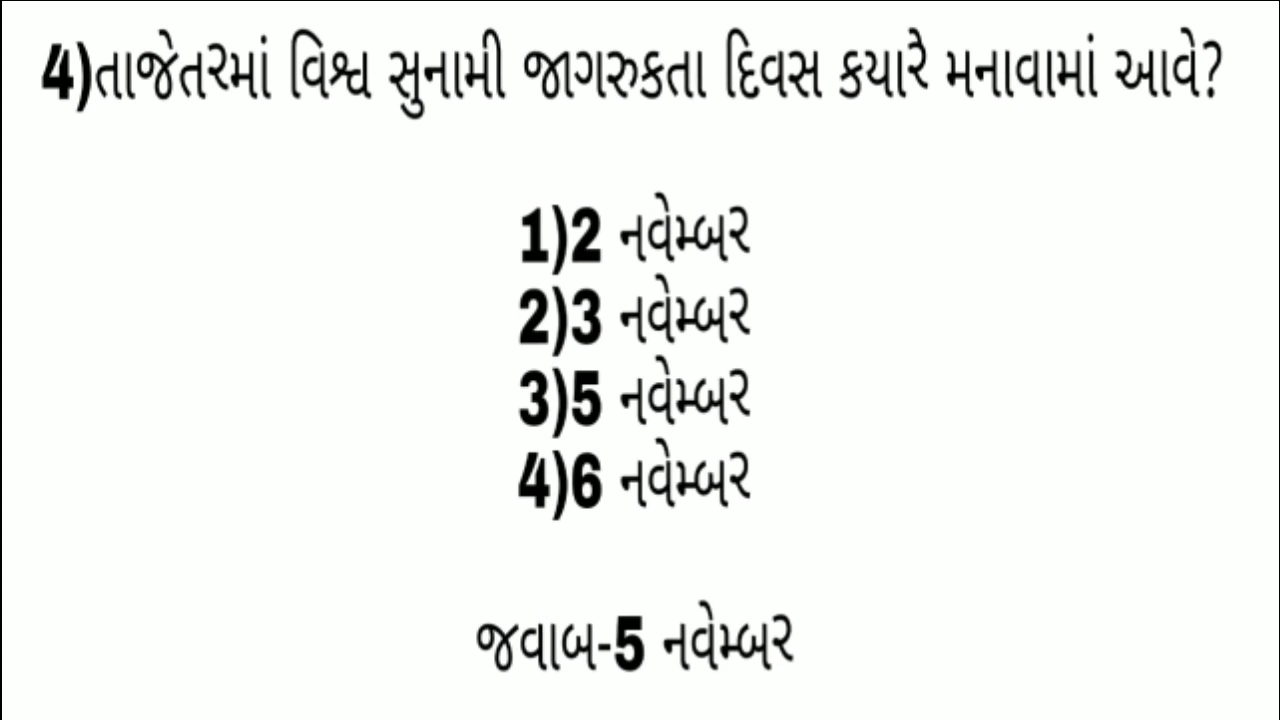 4)તાજેતરમાં વિશ્વ સુનામી જાગરુકતા દિવસ કયારે મનાવામાં આવે?
1)2 નવેમ્બર
2)3 નવેમ્બર
3)5 નવેમ્બર
4)6 નવેમ્બર
જવાબ-5 નવેમ્બર